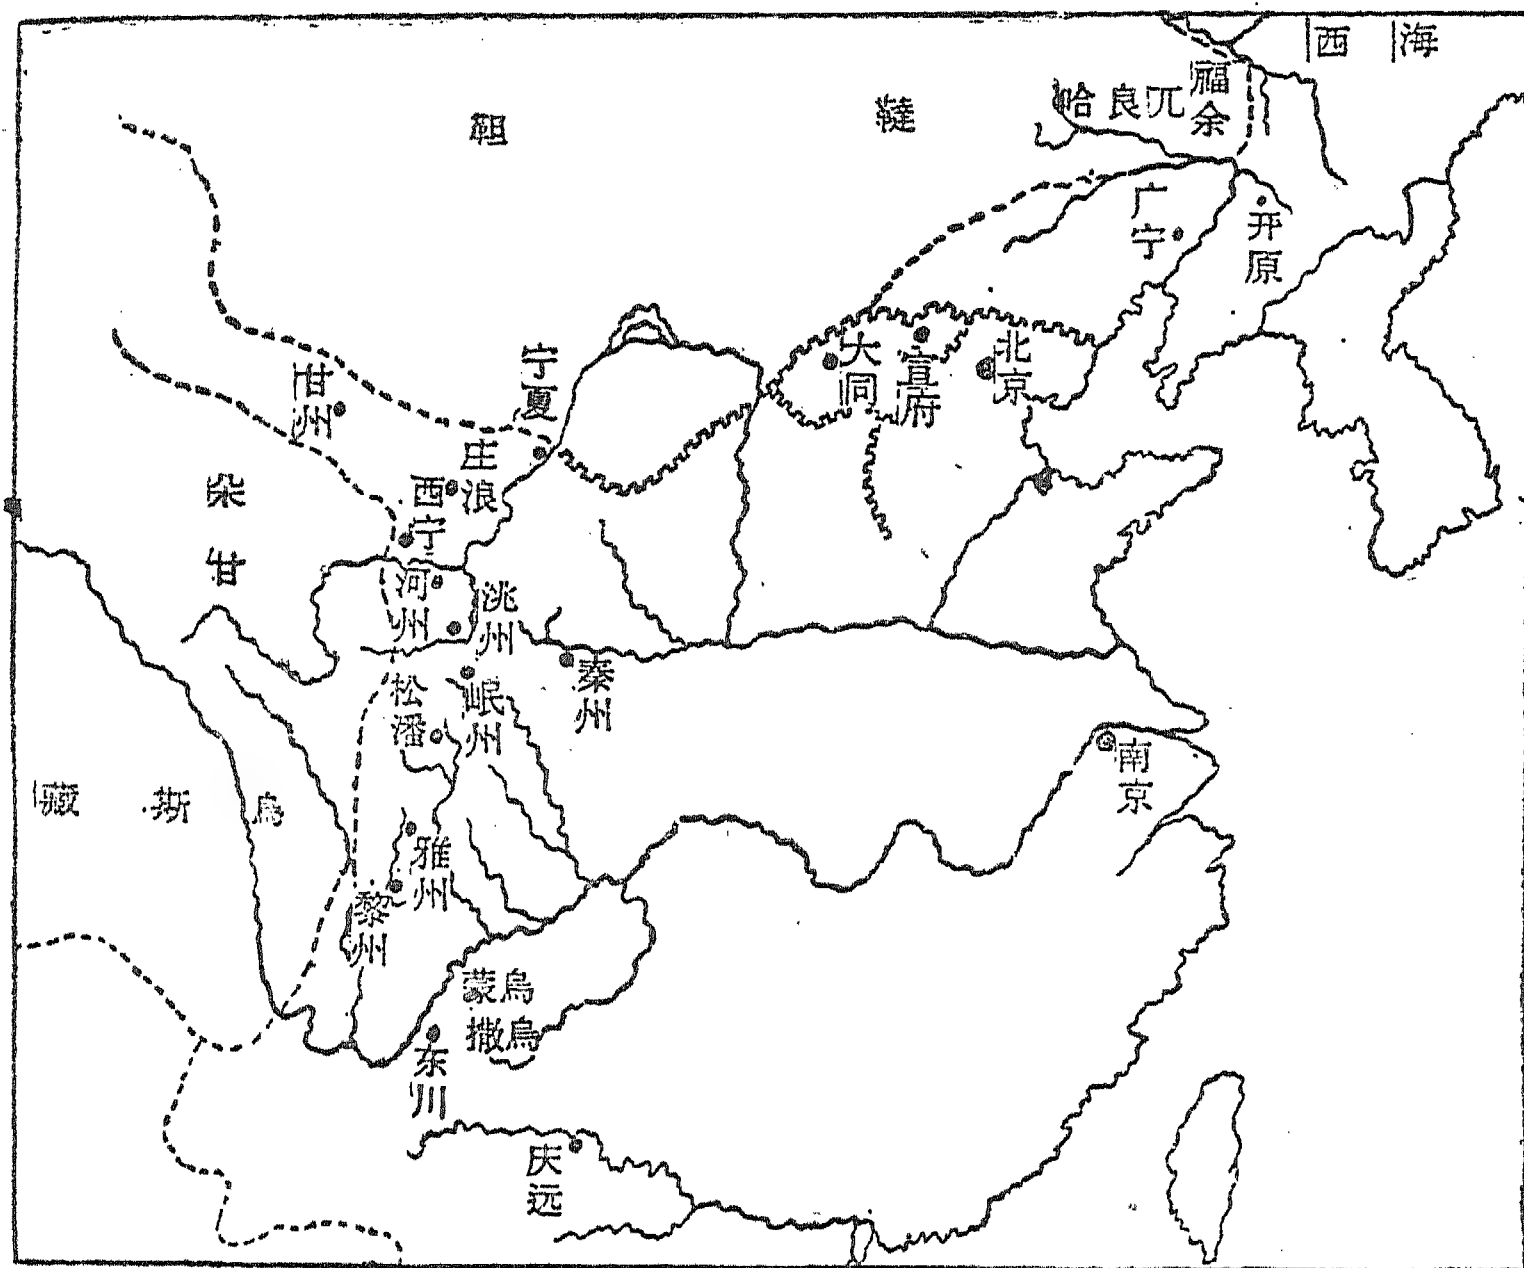 海西
福余
兀良哈
鞑靼
广宁
开原
大同
宣府
北京
宁夏
甘州
庄浪
西宁
朵甘
河州
洮州
秦州
岷州
松潘
南京
烏斯藏
雅州
黎州
烏蒙
烏撒
东川
庆远